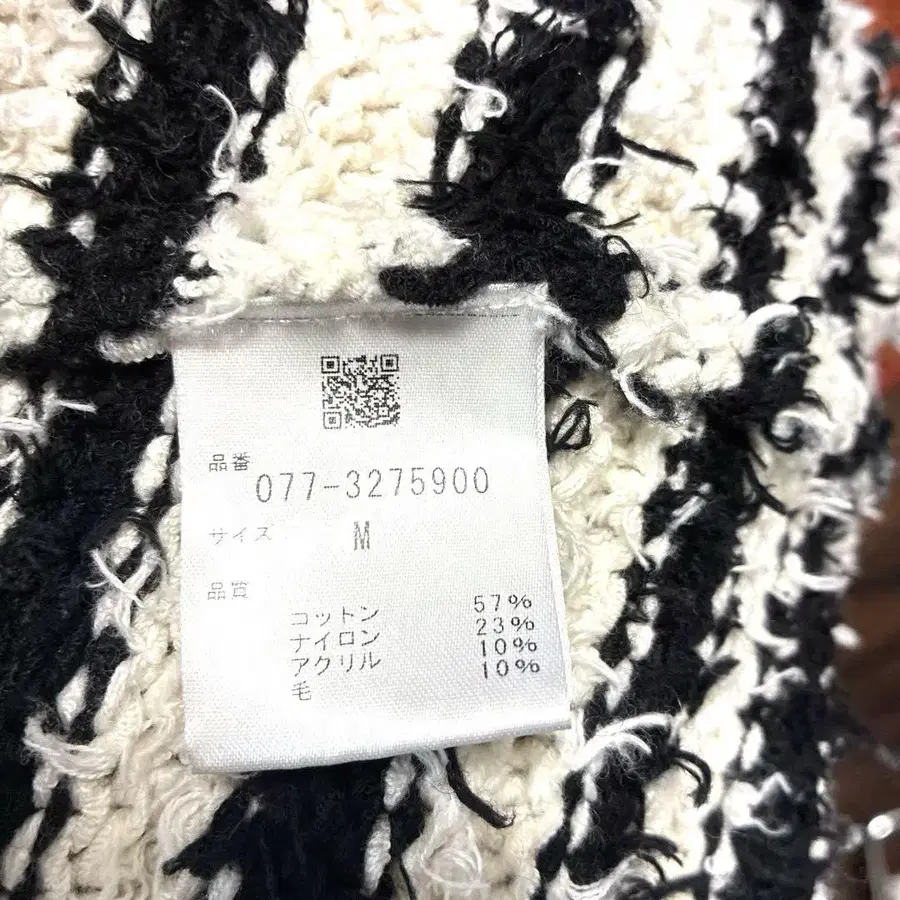 品番
077-3275900
サイズ M
品質
コットン 57%
ナイロン 23%
アクリル 10%
毛 10%